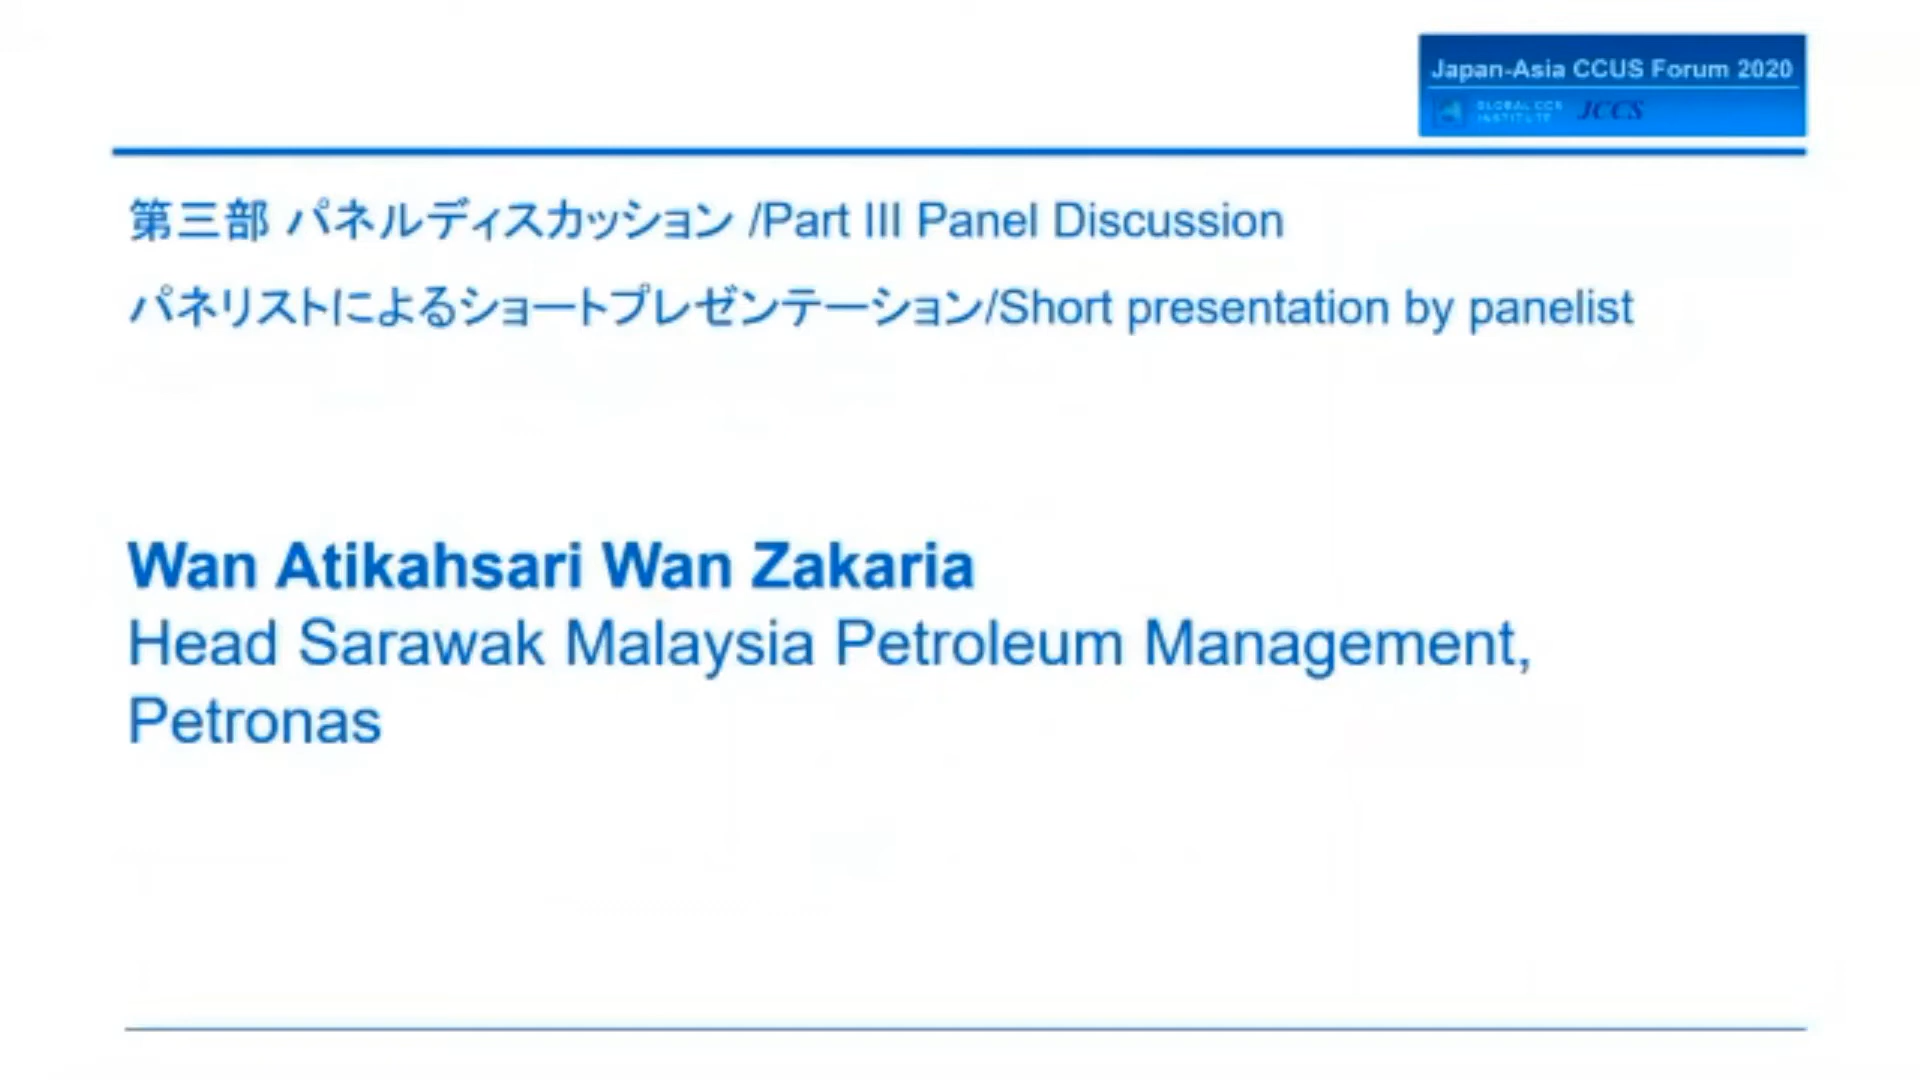 Japan-Asia CCUS Forum 2020
GLOBAL CCS
INSTITUTE
JCCS
第三部 パネルディスカッション /Part III Panel Discussion
パネリストによるショートプレゼンテーション/Short presentation by panelist
Wan Atikahsari Wan Zakaria
Head Sarawak Malaysia Petroleum Management,
Petronas